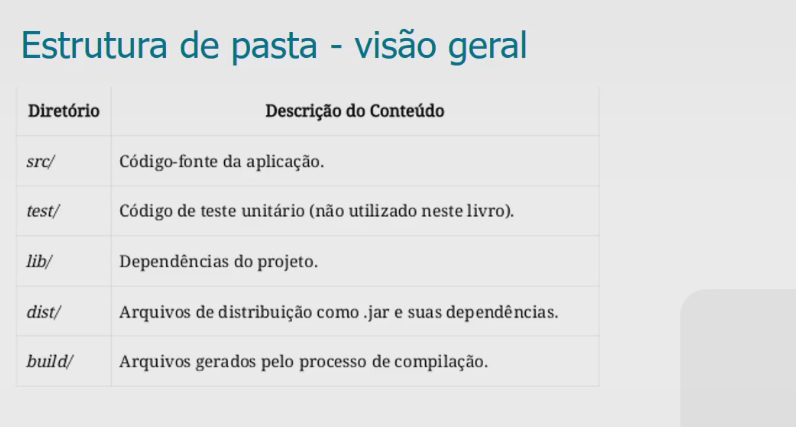 Estrutura de pasta - visão geral
Diretório Descrição do Conteúdo
src/ Código-fonte da aplicação.
test/ Código de teste unitário (não utilizado neste livro).
lib/ Dependências do projeto.
dist/ Arquivos de distribuição como .jar e suas dependências.
build/ Arquivos gerados pelo processo de compilação.